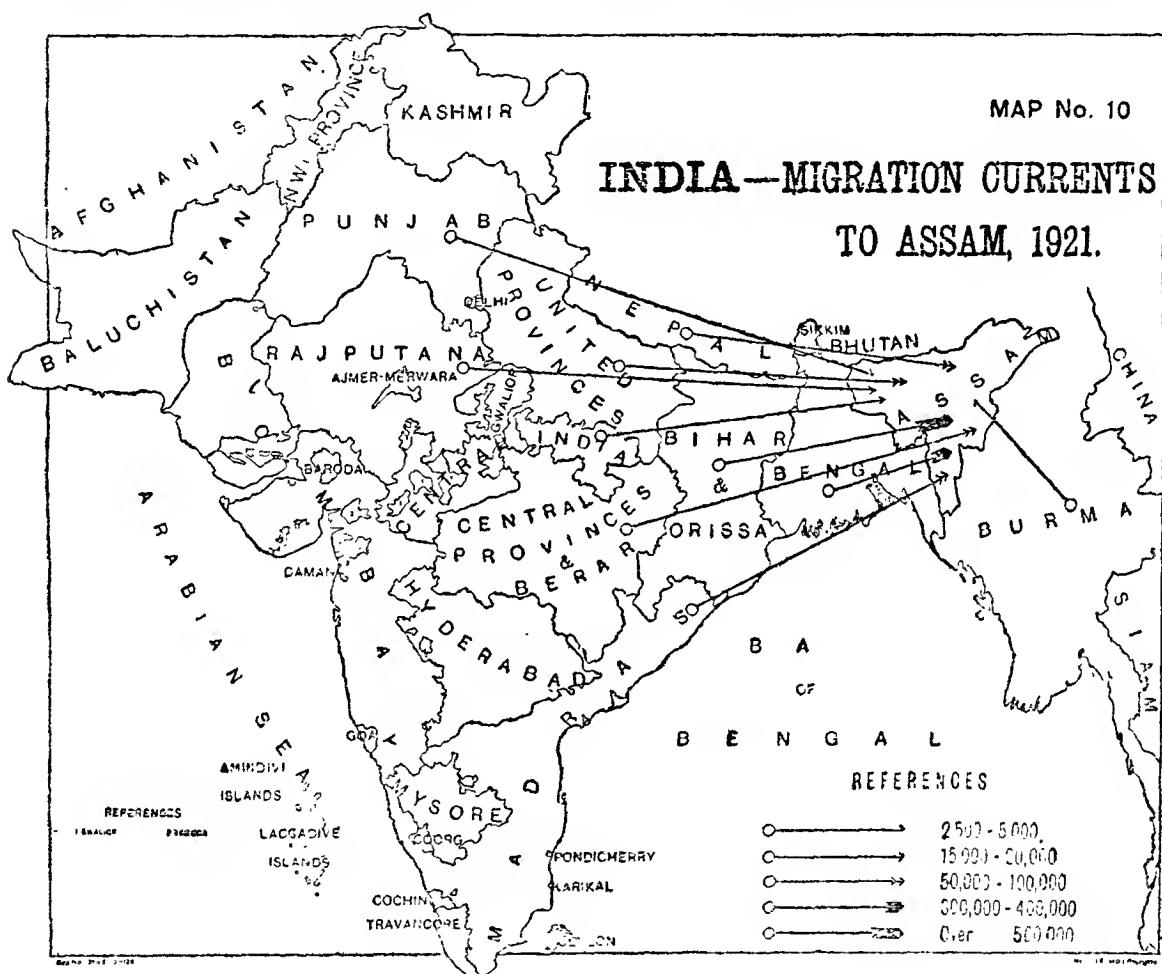 MAP No. 10
INDIA—MIGRATION CURRENTS
TO ASSAM, 1921.
AFGHANISTAN
N.W. PROVINCE
KASHMIR
BALUCHISTAN
PUNJAB
DELHI
UNITED
PROVINCES
NEPAL
SIKKIM
BHUTAN
ASSAM
CHINA
RAJPUTANA
AJMER-MERWARA
GWALIOR
CENTRAL
INDIA
BIHAR
&
ORISSA
BENGAL
BURMA
SIAM
BARODA
DAMAN
BOMBAY
CENTRAL
PROVINCES
&
BERAR
HYDERABAD
MADRAS
GOA
MYSORE
COORG
PONDICHERRY
KARIKAL
COCHIN
TRAVANCORE
CEYLON
ARABIAN SEA
AMINDIVI
ISLANDS
LACCADIVE
ISLANDS
BA
OF
BENGAL
REFERENCES
REFERENCES
2,500 - 5,000
15,000 - 20,000
50,000 - 100,000
300,000 - 400,000
Over 500,000